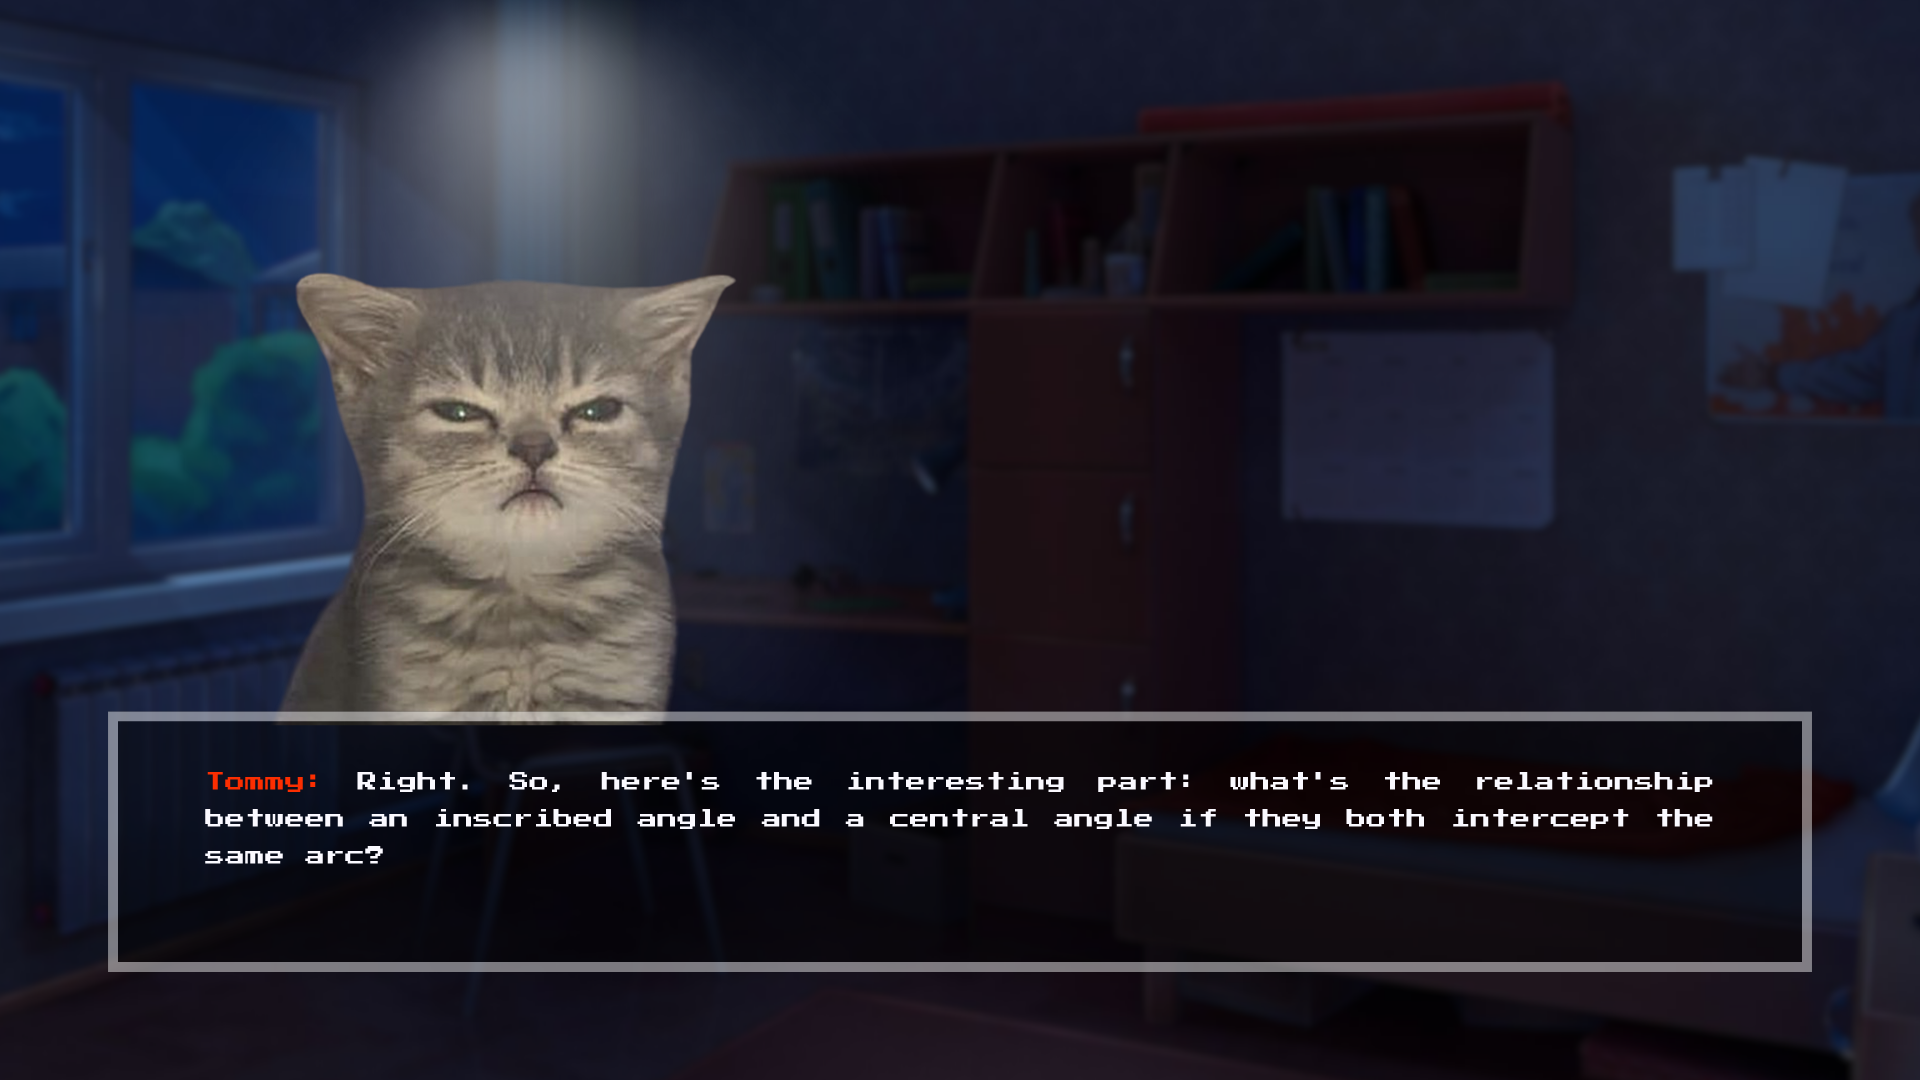 Tommy: Right. So, here's the interesting part: what's the relationship
between an inscribed angle and a central angle if they both intercept the
same arc?